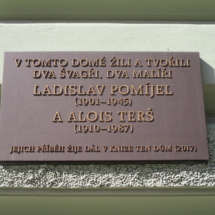 V TOMTO DOMĚ ŽILI A TVOŘILI
DVA ŠVAGŘI, DVA MALÍŘI
LADISLAV POMÍJEL
(1901-1945)
A ALOIS TERŠ
(1910-1987)
JEJICH PŘÍBĚH ŽIJE DÁL V KNIZE TEN DŮM (2017)